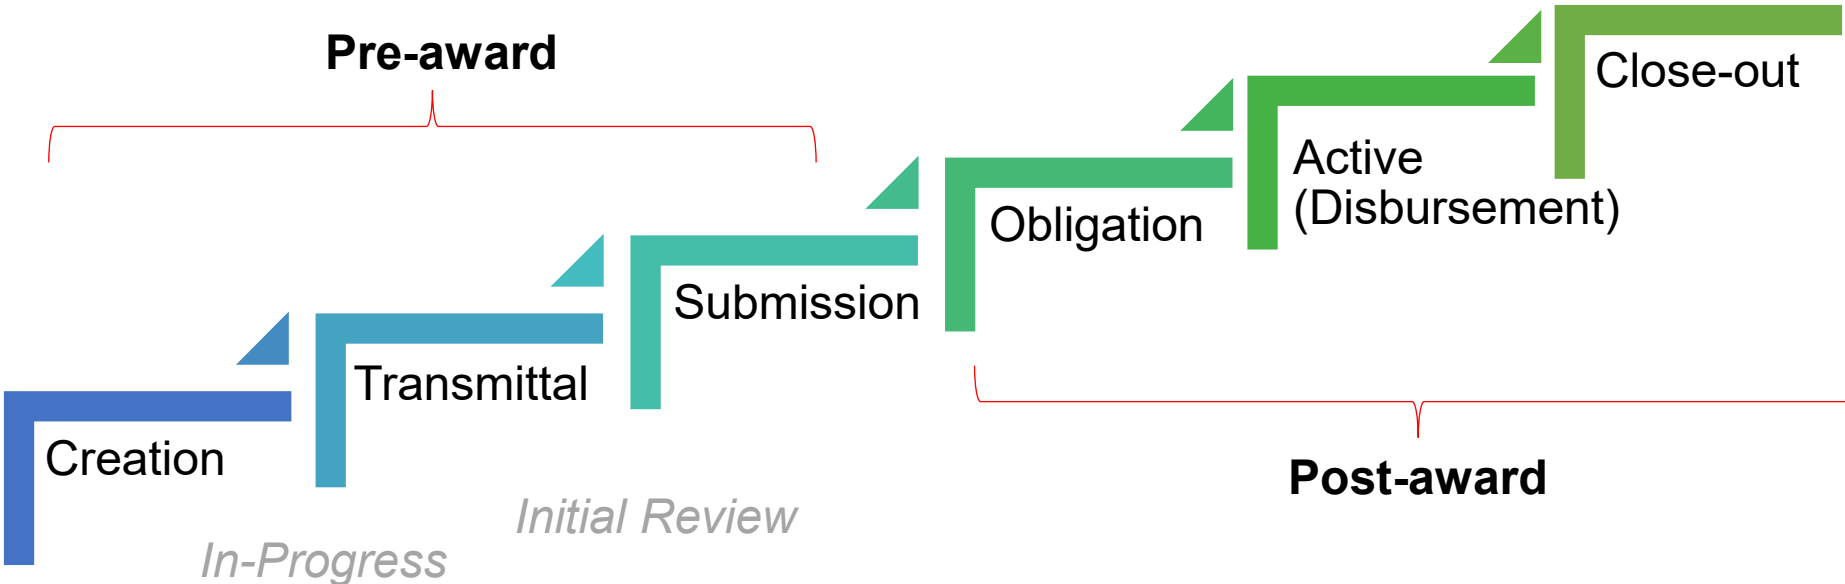 Pre-award
Creation
Transmittal
Submission
Obligation
Active
(Disbursement)
Close-out
In-Progress
Initial Review
Post-award